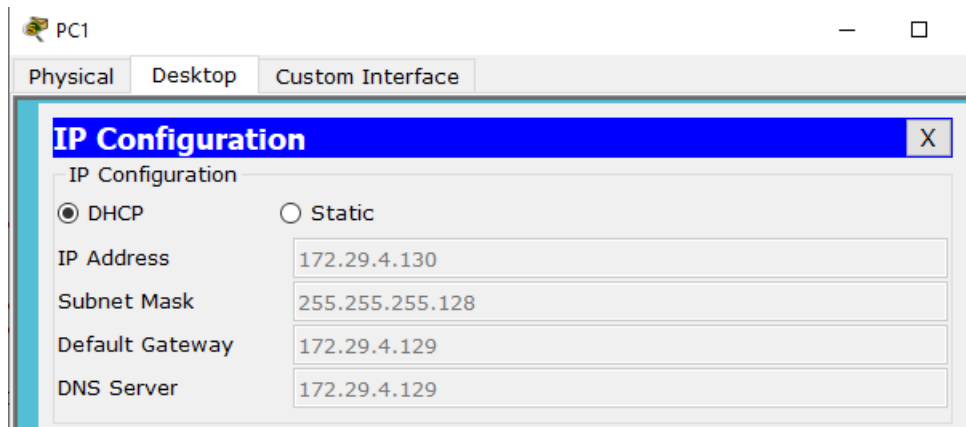 PC1
Physical Desktop Custom Interface
IP Configuration X
IP Configuration
DHCP Static
IP Address 172.29.4.130
Subnet Mask 255.255.255.128
Default Gateway 172.29.4.129
DNS Server 172.29.4.129